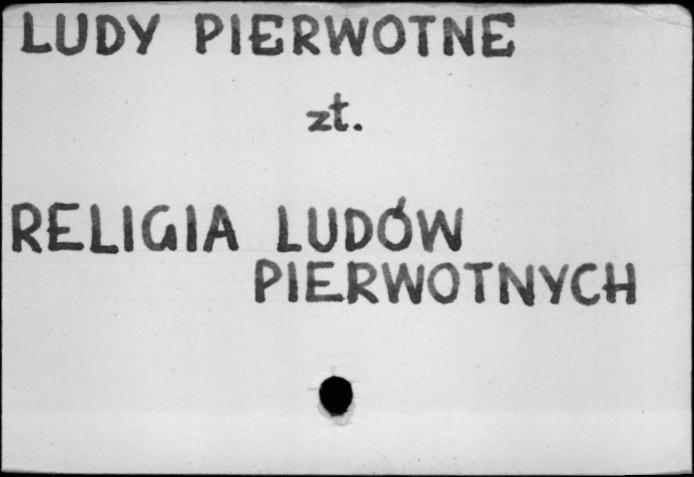 LUDY PIERWOTNE
zt.
RELIGIA LUDÓW
PIERWOTNYCH